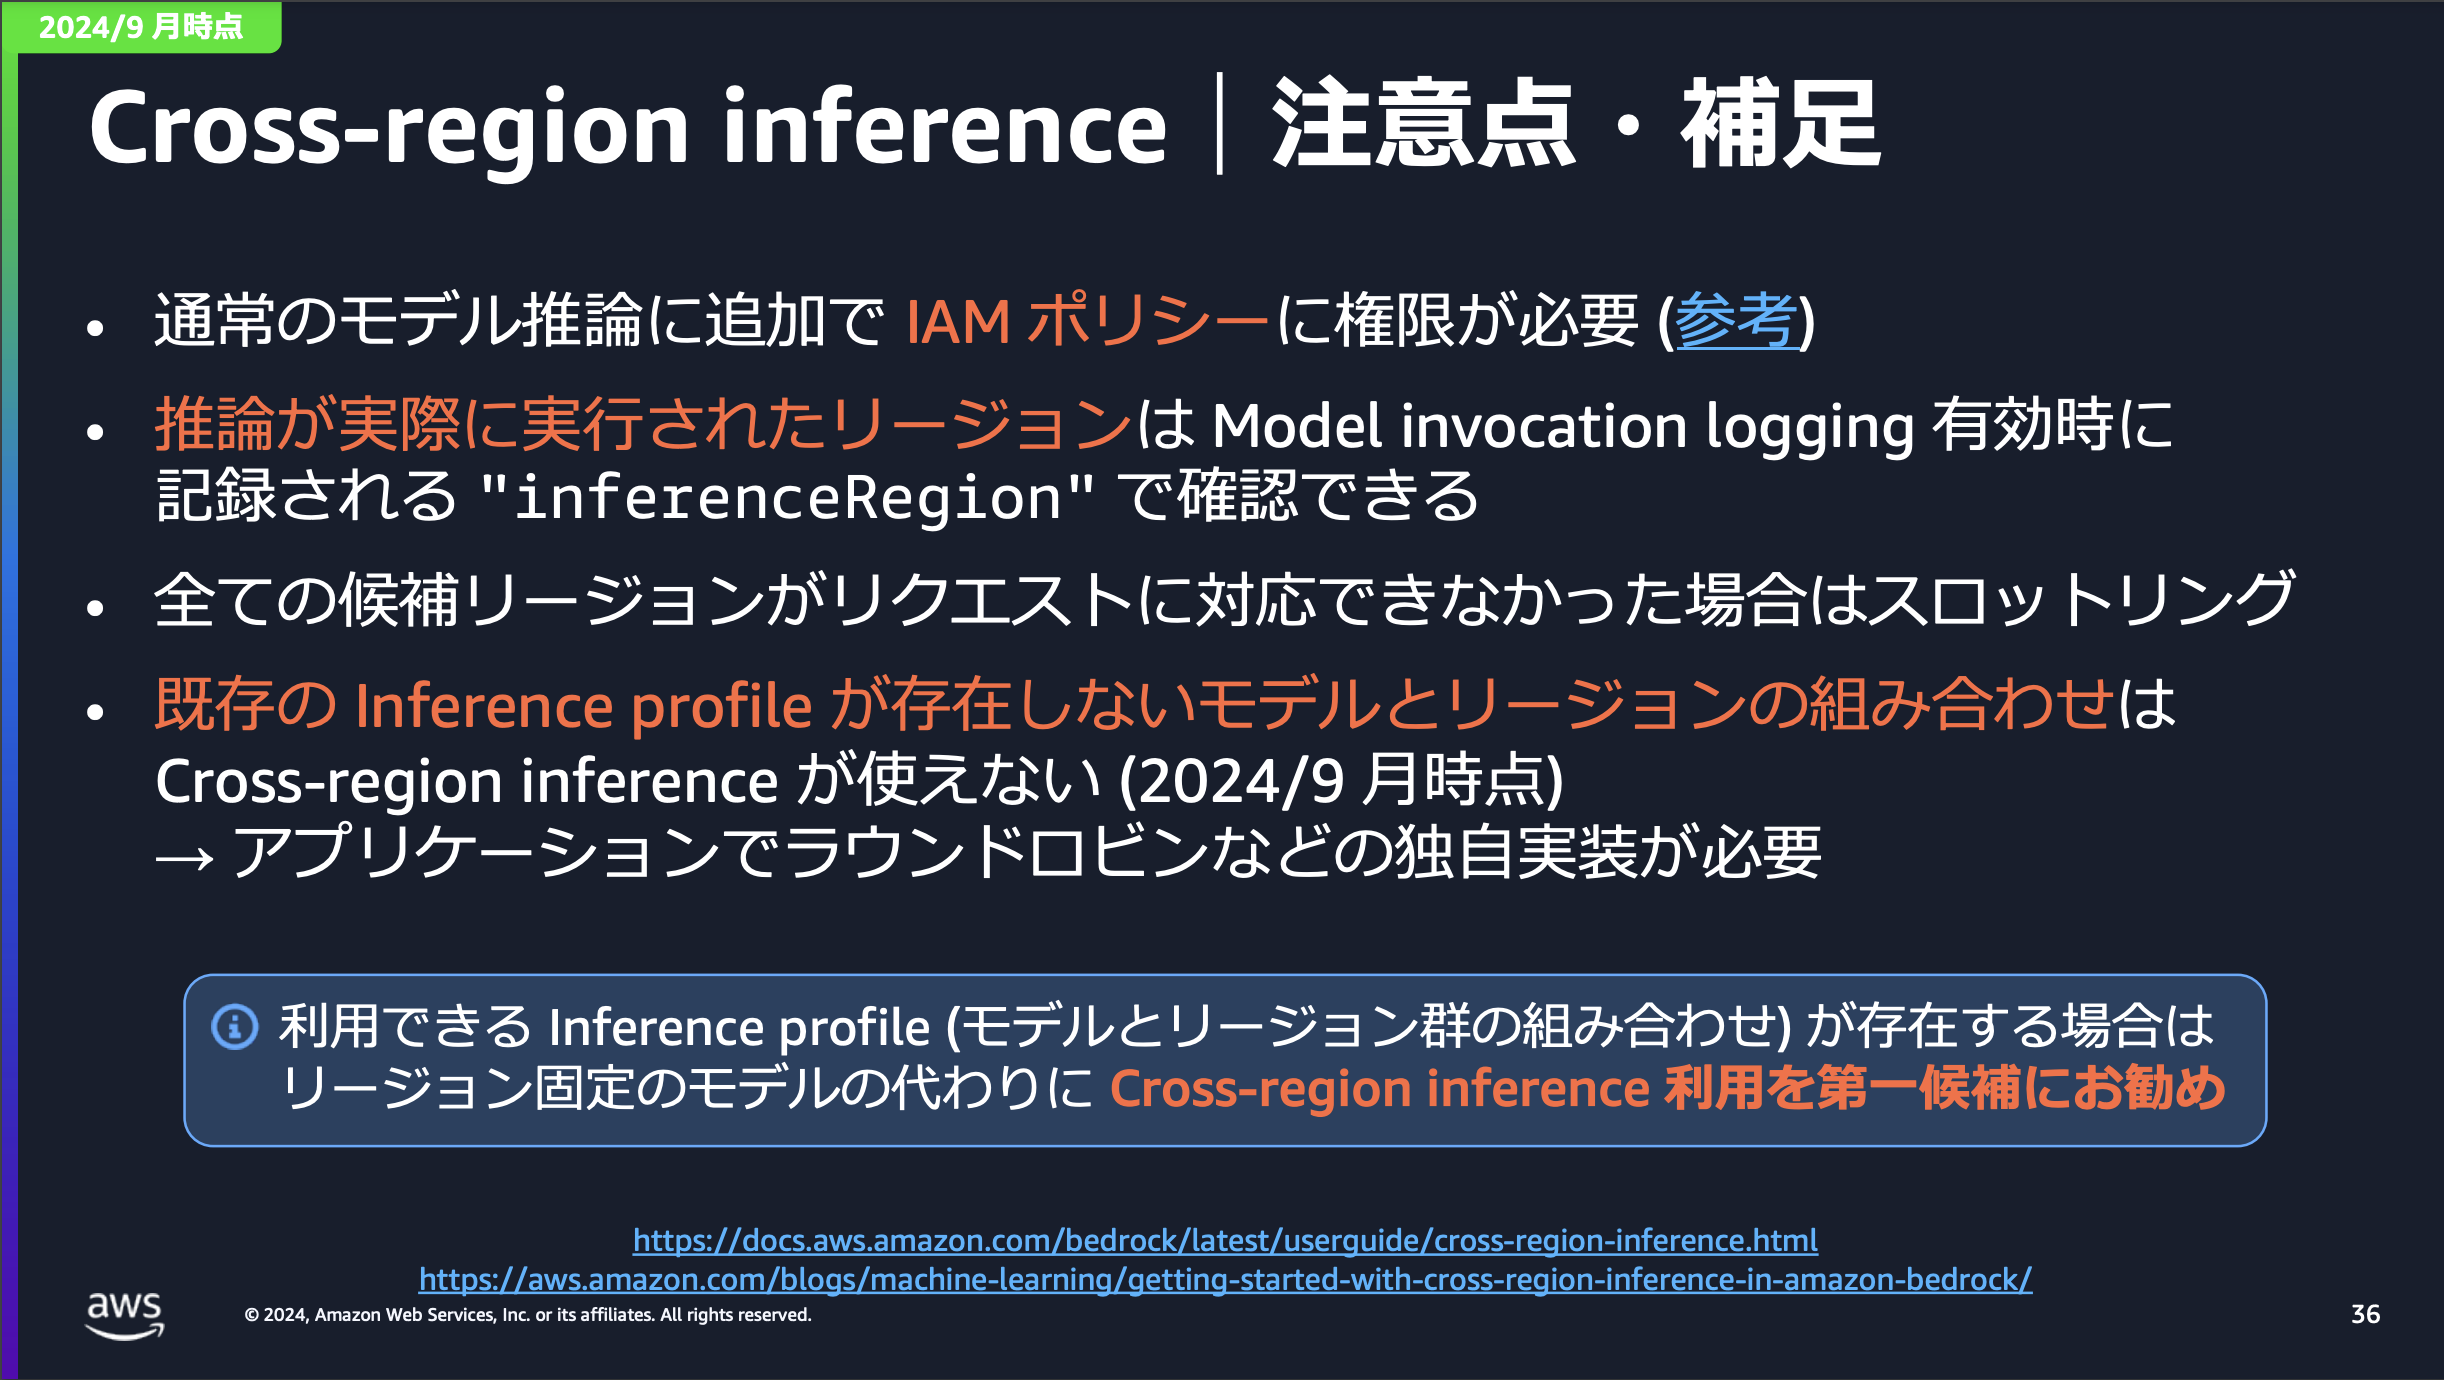 2024/9 月時点
Cross-region inference｜注意点・補足
• 通常のモデル推論に追加で IAM ポリシーに権限が必要 (参考)
• 推論が実際に実行されたリージョンは Model invocation logging 有効時に
記録される "inferenceRegion" で確認できる
• 全ての候補リージョンがリクエストに対応できなかった場合はスロットリング
• 既存の Inference profile が存在しないモデルとリージョンの組み合わせは
Cross-region inference が使えない (2024/9 月時点)
→ アプリケーションでラウンドロビンなどの独自実装が必要
利用できる Inference profile (モデルとリージョン群の組み合わせ) が存在する場合は
リージョン固定のモデルの代わりに Cross-region inference 利用を第一候補にお勧め
https://docs.aws.amazon.com/bedrock/latest/userguide/cross-region-inference.html
https://aws.amazon.com/blogs/machine-learning/getting-started-with-cross-region-inference-in-amazon-bedrock/
aws
© 2024, Amazon Web Services, Inc. or its affiliates. All rights reserved.
36